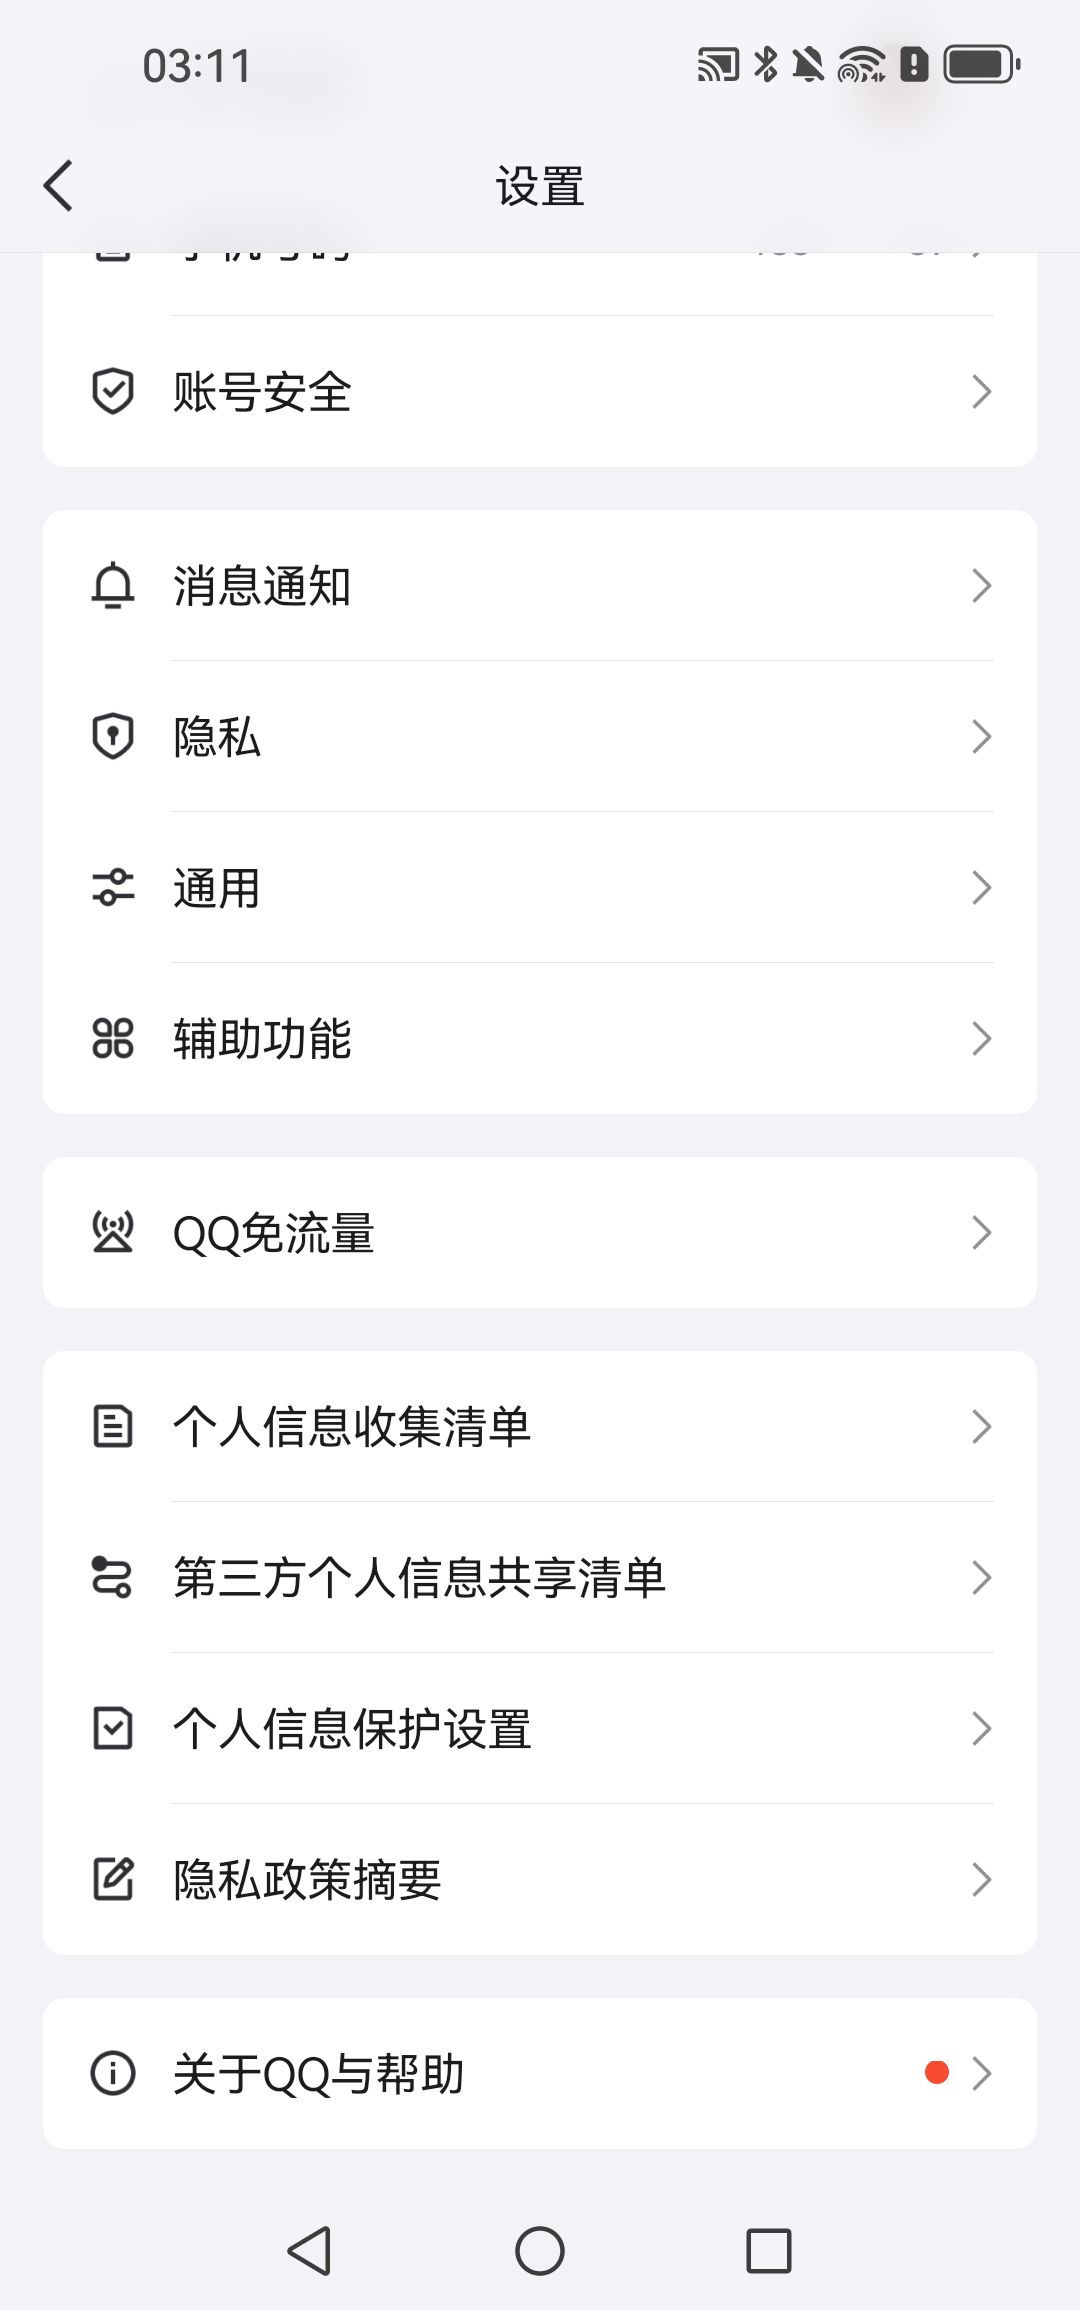 03:11
设置
账号安全
消息通知
隐私
通用
辅助功能
QQ免流量
个人信息收集清单
第三方个人信息共享清单
个人信息保护设置
隐私政策摘要
关于QQ与帮助